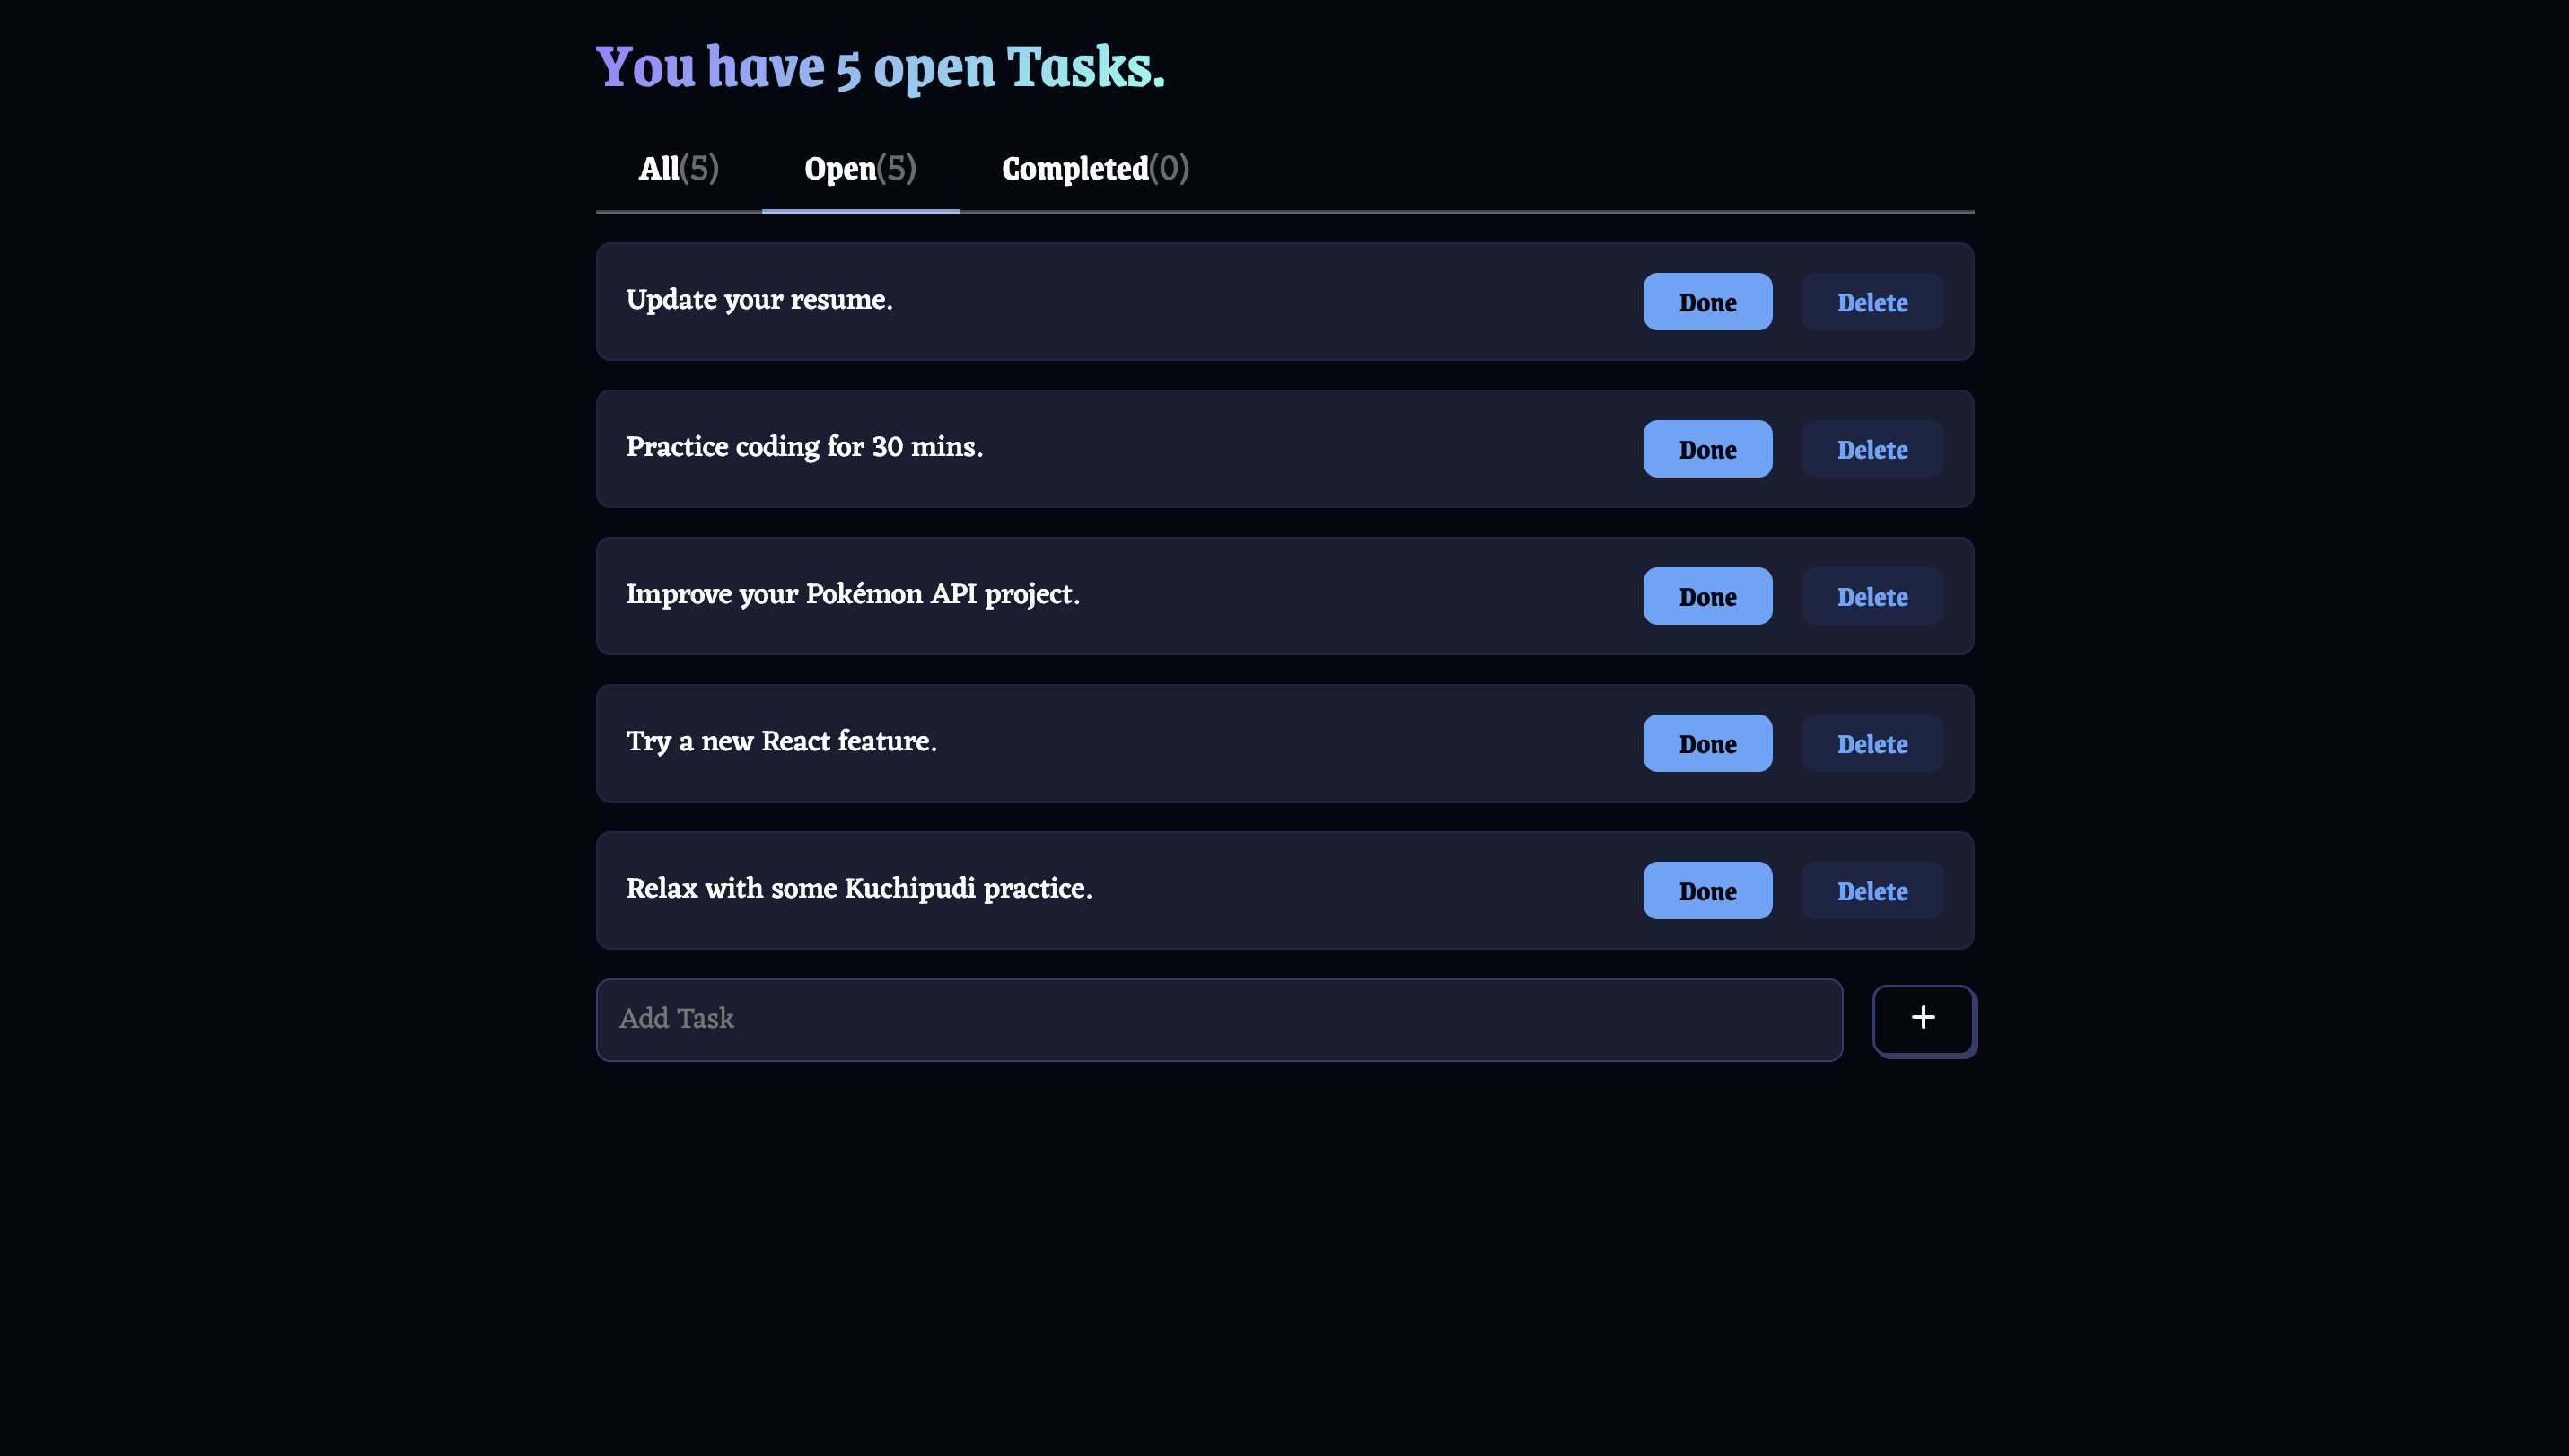 You have 5 open Tasks.
All(5) Open(5) Completed(0)
Update your resume. Done Delete
Practice coding for 30 mins. Done Delete
Improve your Pokémon API project. Done Delete
Try a new React feature. Done Delete
Relax with some Kuchipudi practice. Done Delete
Add Task +